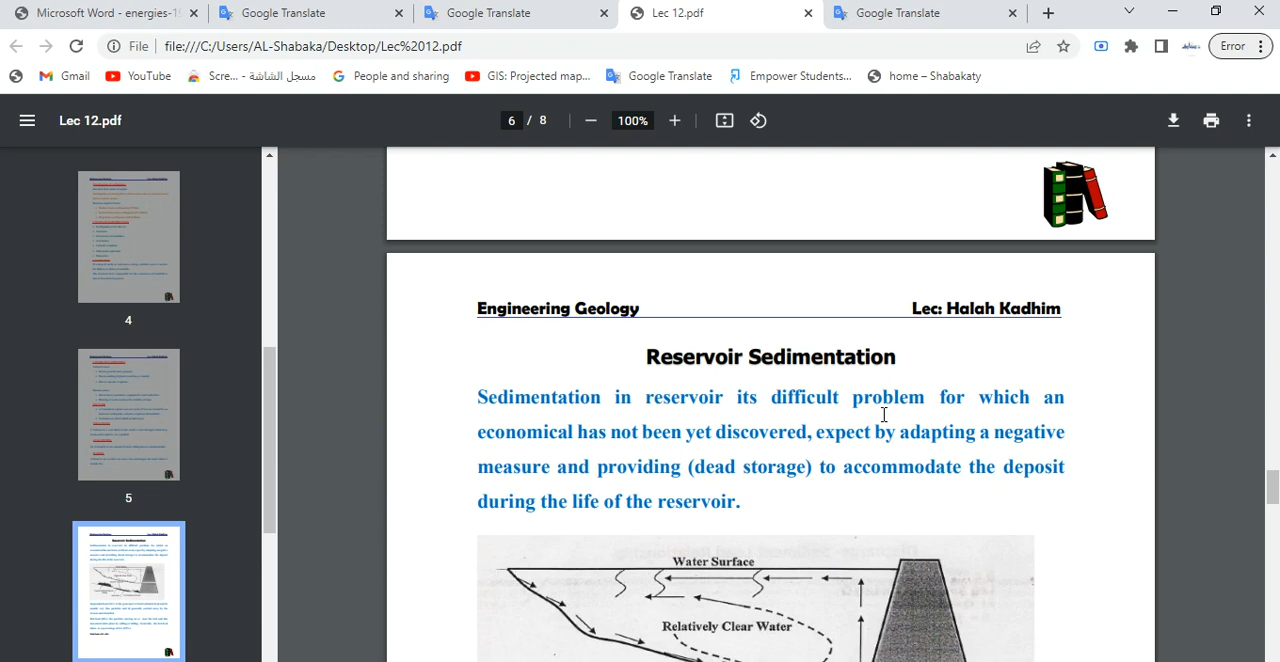 Microsoft Word - energies-1
Google Translate
Google Translate
Lec 12.pdf
Google Translate
File
file:///C:/Users/AL-Shabaka/Desktop/Lec%2012.pdf
Error
Gmail
YouTube
Scre... - مسجل الشاشة
People and sharing
GIS: Projected map...
Google Translate
Empower Students...
home – Shabakaty
Lec 12.pdf
6 / 8
100%
4
5
Engineering Geology Lec: Halah Kadhim
Reservoir Sedimentation
Sedimentation in reservoir its difficult problem for which an
economical has not been yet discovered, expect by adapting a negative
measure and providing (dead storage) to accommodate the deposit
during the life of the reservoir.
Water Surface
Relatively Clear Water